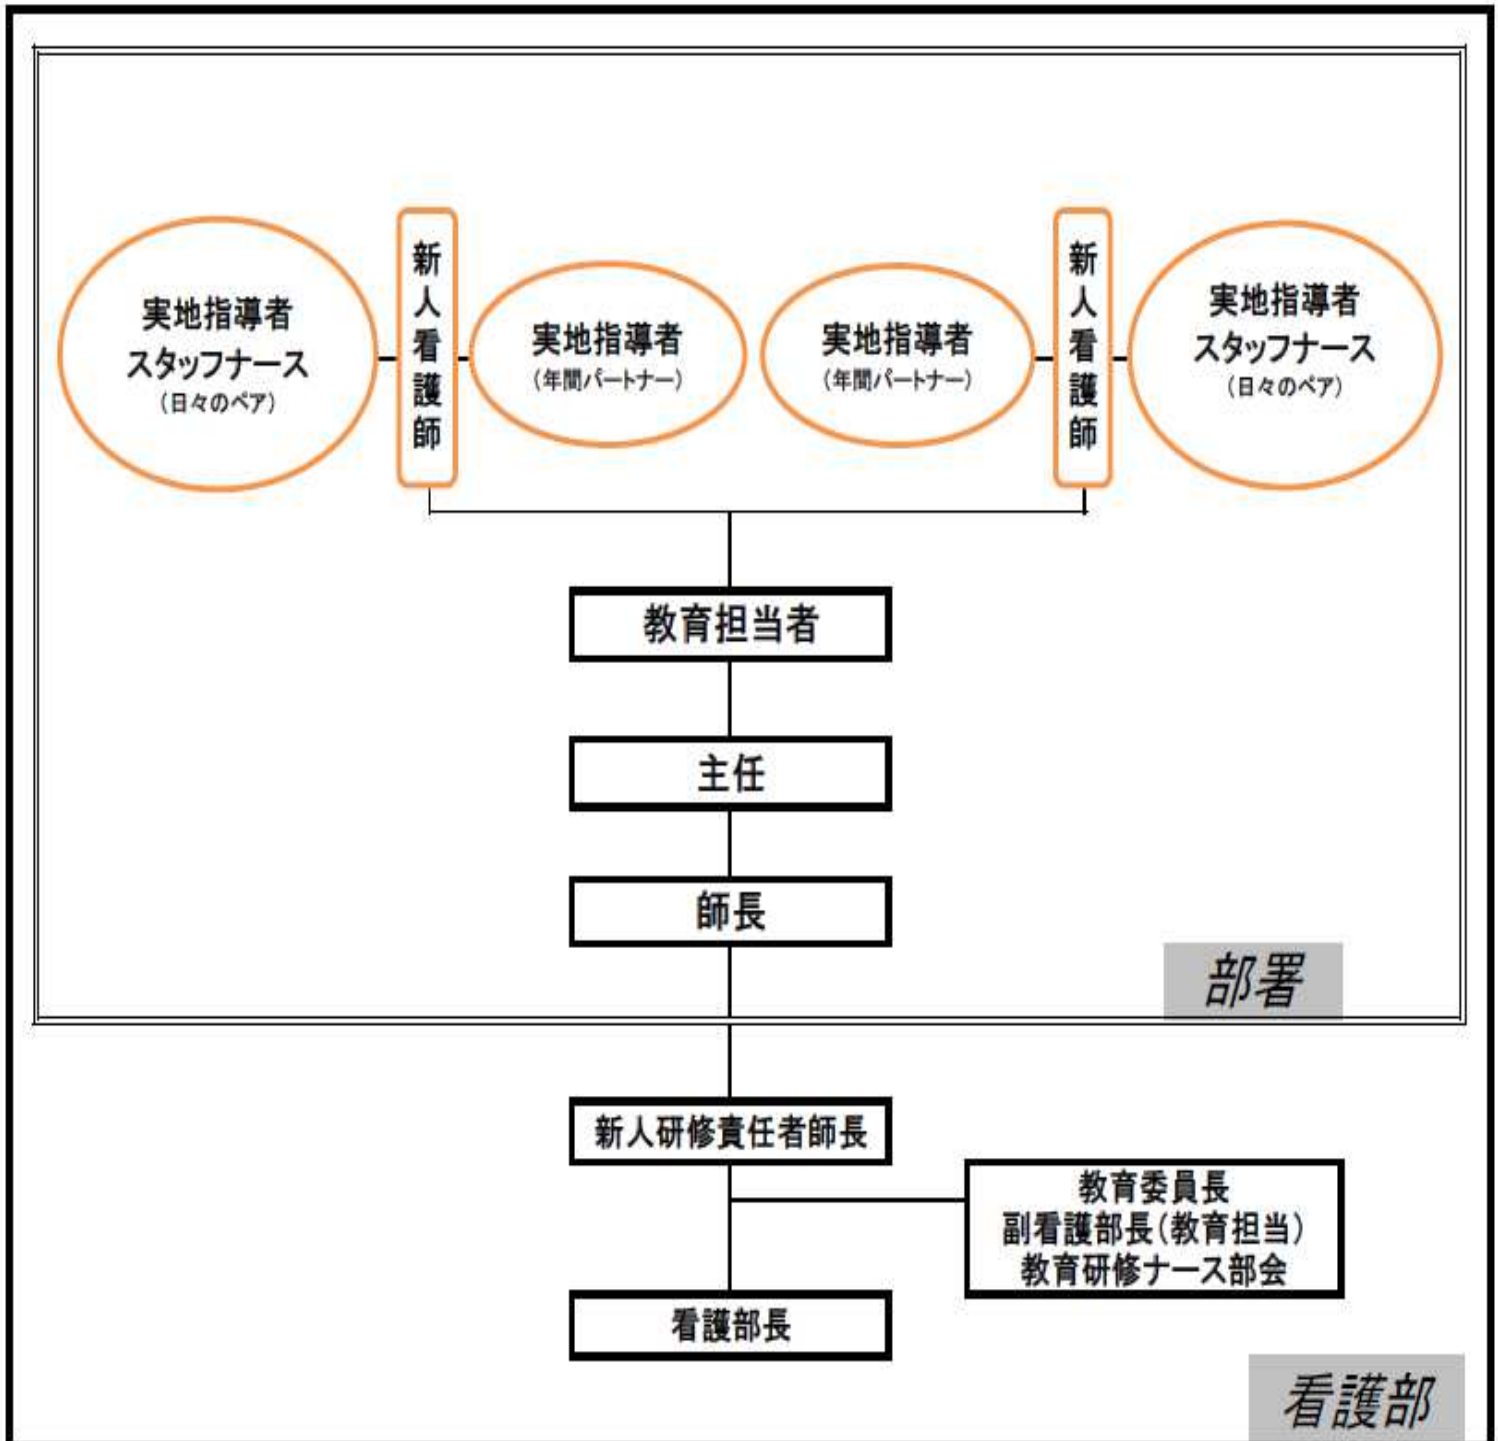 実地指導者
スタッフナース
(日々のペア)
新人看護師
実地指導者
(年間パートナー)
実地指導者
(年間パートナー)
新人看護師
実地指導者
スタッフナース
(日々のペア)
教育担当者
主任
師長
部署
新人研修責任者師長
教育委員長
副看護部長(教育担当)
教育研修ナース部会
看護部長
看護部